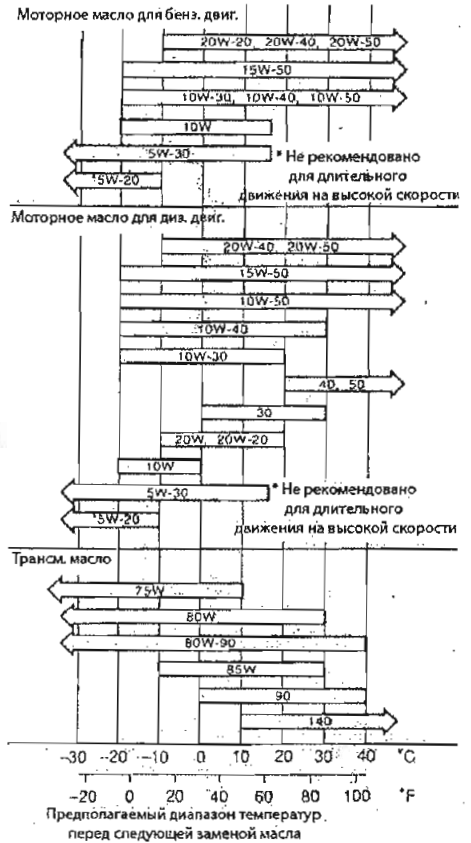 Моторное масло для бенз. двиг.
20W-20, 20W-40, 20W-50
15W-50
10W-30, 10W-40, 10W-50
10W
5W-30
* Не рекомендовано
для длительного
движения на высокой скорости
*5W-20
Моторное масло для диз. двиг.
20W-40, 20W-50
15W-50
10W-50
10W-40
10W-30
40, 50
30
20W, 20W-20
10W
5W-30
* Не рекомендовано
для длительного
движения на высокой скорости
*5W-20
Трансм. масло
75W
80W
80W-90
85W
90
140
-30 -20 -10 0 10 20 30 40 °C
-20 0 20 40 60 80 100 °F
Предполагаемый диапазон температур
перед следующей заменой масла